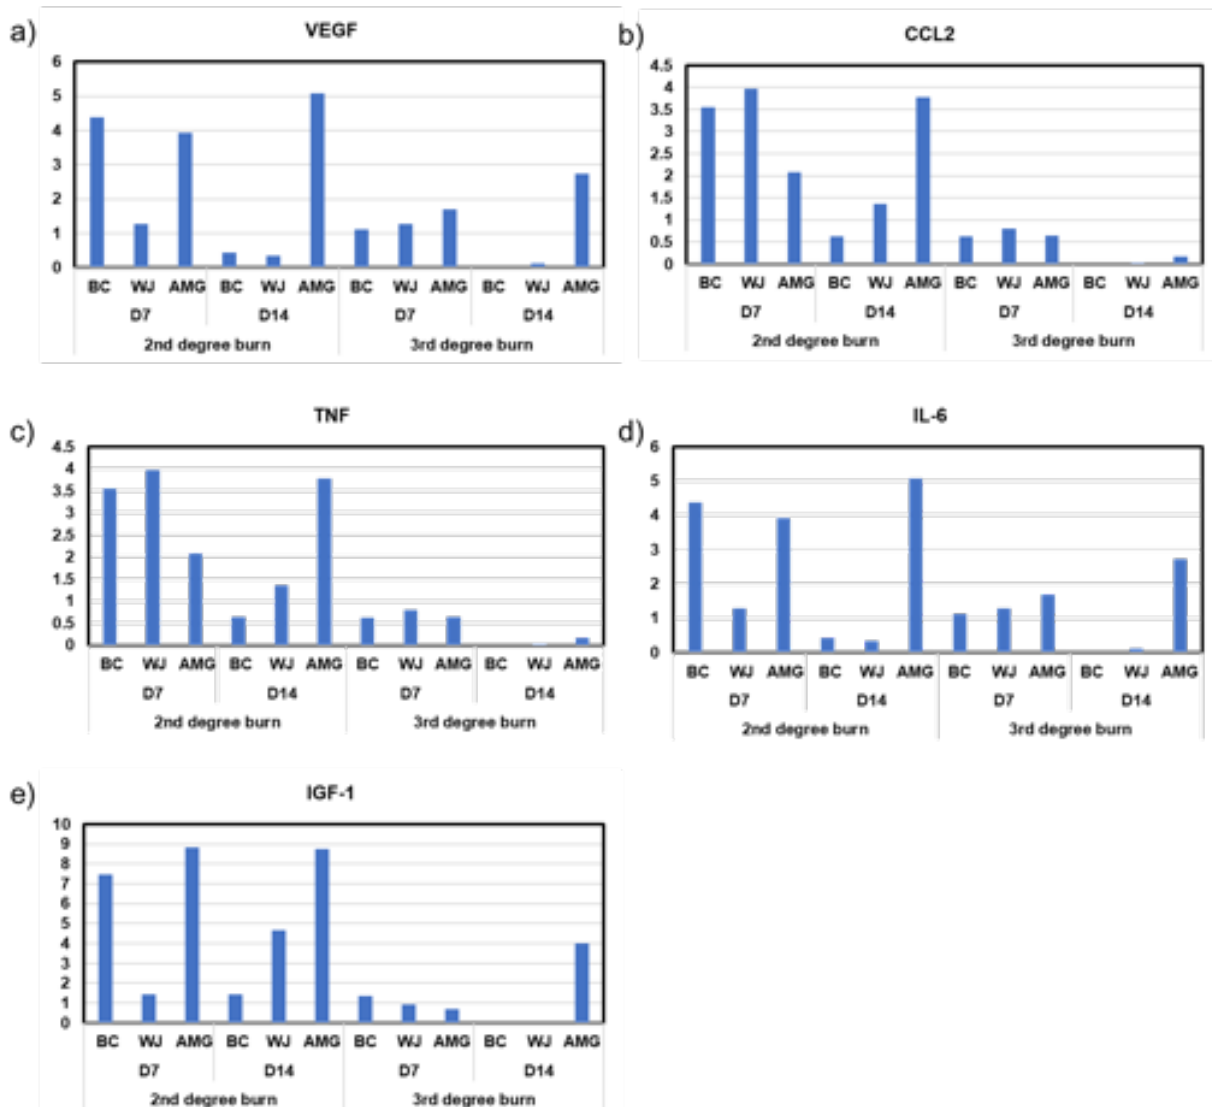 a)
VEGF
6
5
4
3
2
1
0
BC WJ AMG BC WJ AMG BC WJ AMG BC WJ AMG
D7 D14 D7 D14
2nd degree burn 3rd degree burn
b)
CCL2
4.5
4
3.5
3
2.5
2
1.5
1
0.5
0
BC WJ AMG BC WJ AMG BC WJ AMG BC WJ AMG
D7 D14 D7 D14
2nd degree burn 3rd degree burn
c)
TNF
4.5
4
3.5
3
2.5
2
1.5
1
0.5
0
BC WJ AMG BC WJ AMG BC WJ AMG BC WJ AMG
D7 D14 D7 D14
2nd degree burn 3rd degree burn
d)
IL-6
6
5
4
3
2
1
0
BC WJ AMG BC WJ AMG BC WJ AMG BC WJ AMG
D7 D14 D7 D14
2nd degree burn 3rd degree burn
e)
IGF-1
10
9
8
7
6
5
4
3
2
1
0
BC WJ AMG BC WJ AMG BC WJ AMG BC WJ AMG
D7 D14 D7 D14
2nd degree burn 3rd degree burn